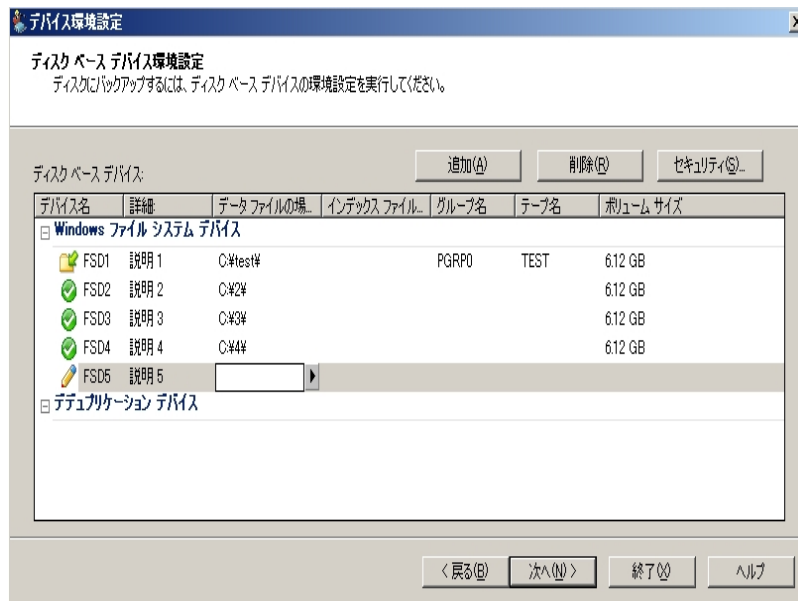 デバイス環境設定
ディスク ベース デバイス環境設定
ディスクにバックアップするには、ディスク ベース デバイスの環境設定を実行してください。
ディスク ベース デバイス:
追加(A) 削除(R) セキュリティ(S)...
デバイス名 詳細: データ ファイルの場... インデックス ファイル... グループ名 テープ名 ボリューム サイズ
Windows ファイル システム デバイス
FSD1 説明 1 C:¥test¥ PGRP0 TEST 6.12 GB
FSD2 説明 2 C:¥2¥ 6.12 GB
FSD3 説明 3 C:¥3¥ 6.12 GB
FSD4 説明 4 C:¥4¥ 6.12 GB
FSD5 説明 5
デデュプリケーション デバイス
< 戻る(B) 次へ(N) > 終了(X) ヘルプ